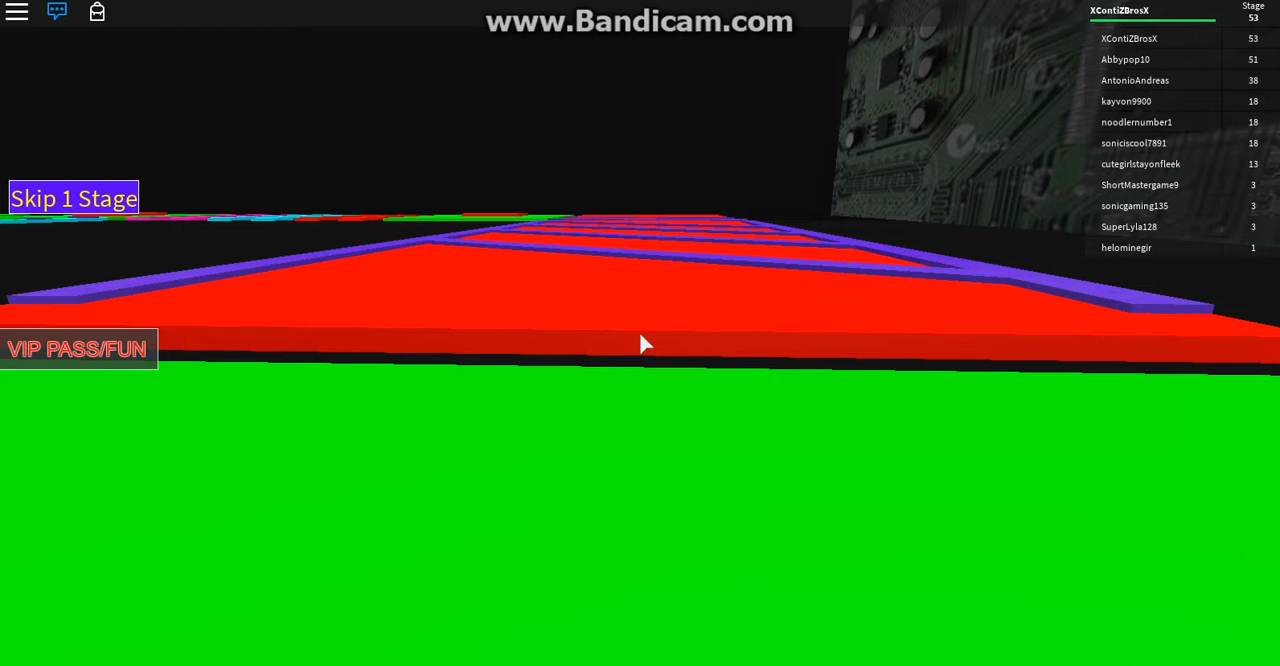 www.Bandicam.com
XContiZBrosX Stage 53
XContiZBrosX 53
Abbypop10 51
AntonioAndreas 38
kayvon9900 18
noodlernumber1 18
soniciscool7891 18
cutegirlstayonfleek 13
ShortMastergame9 3
sonicgaming135 3
SuperLyla128 3
helominegir 1
Skip 1 Stage
VIP PASS/FUN